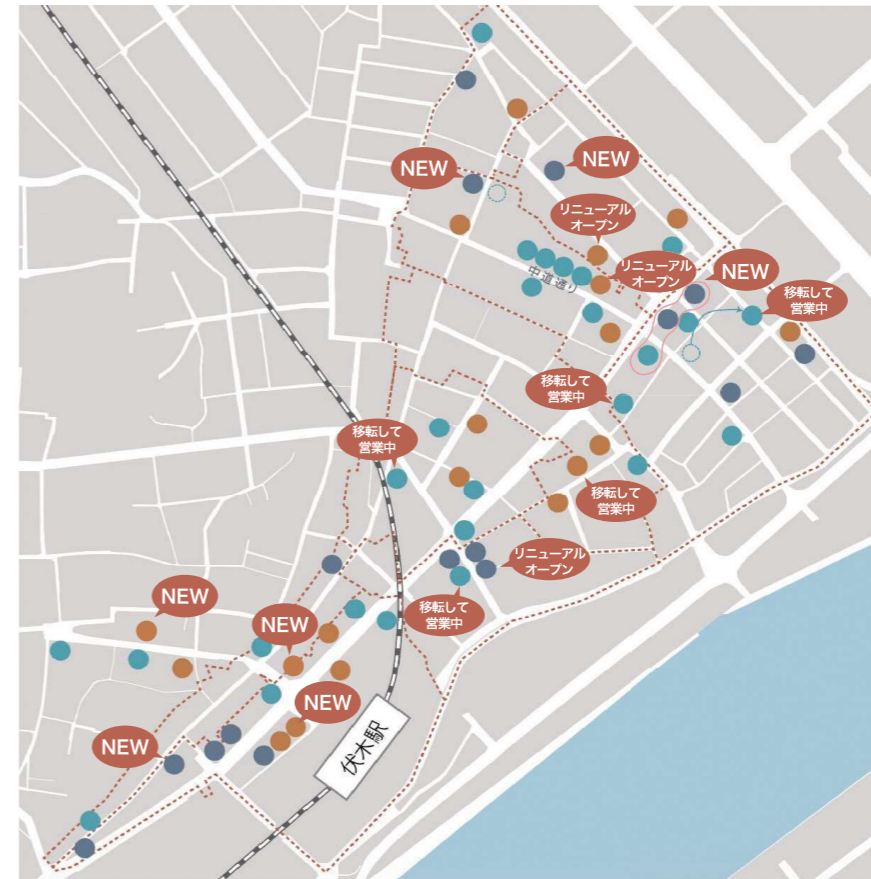 NEW
NEW
リニューアル
オープン
リニューアル
オープン
NEW
中道通り
移転して
営業中
移転して
営業中
移転して
営業中
移転して
営業中
リニューアル
オープン
移転して
営業中
NEW
NEW
NEW
NEW
伏木駅